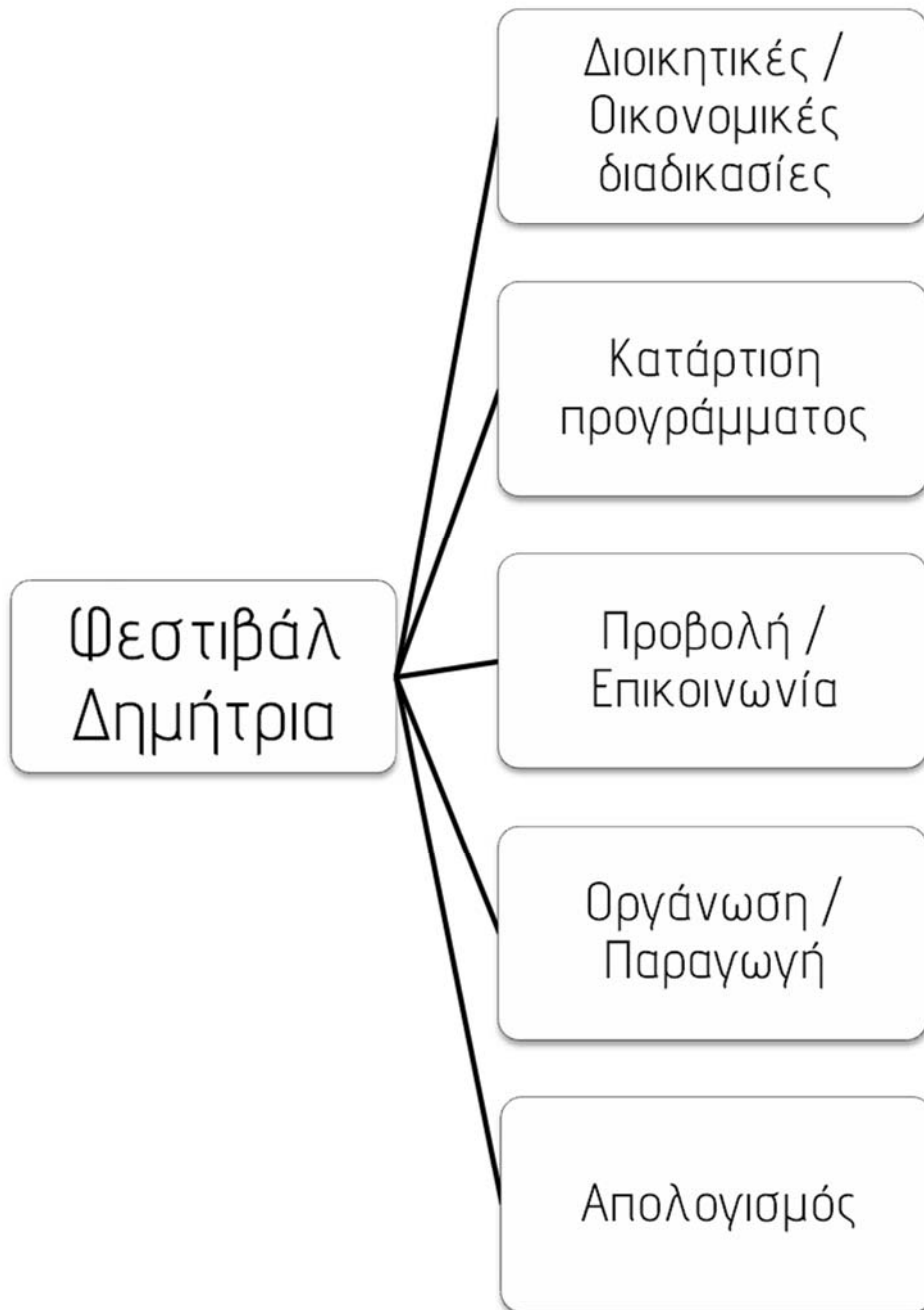 Διοικητικές /
Οικονομικές
διαδικασίες
Κατάρτιση
προγράμματος
Φεστιβάλ
Δημήτρια
Προβολή /
Επικοινωνία
Οργάνωση /
Παραγωγή
Απολογισμός